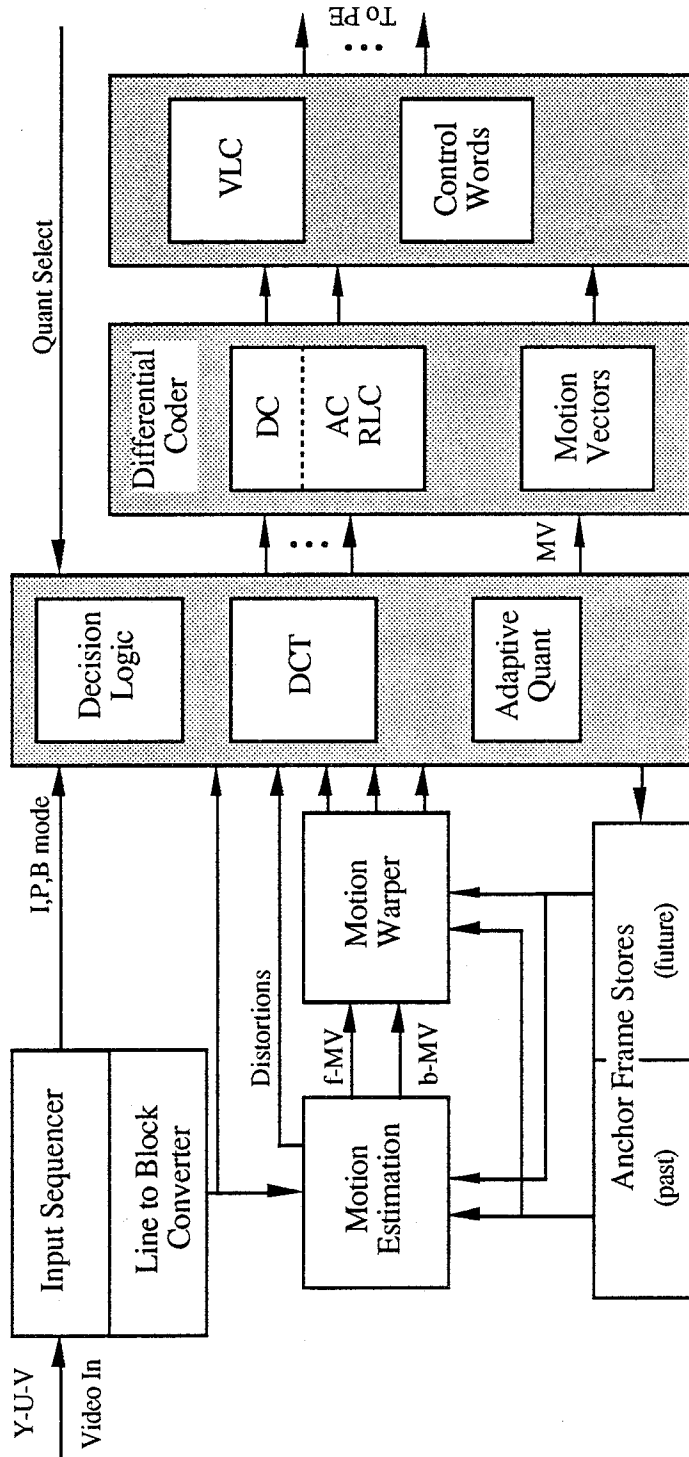 Y-U-V
Video In
Input Sequencer
Line to Block
Converter
I,P,B mode
Quant Select
Distortions
Motion
Estimation
f-MV
b-MV
Motion
Warper
Anchor Frame Stores
(past)
(future)
Decision
Logic
DCT
Adaptive
Quant
MV
Differential
Coder
DC
AC
RLC
Motion
Vectors
VLC
Control
Words
To PE